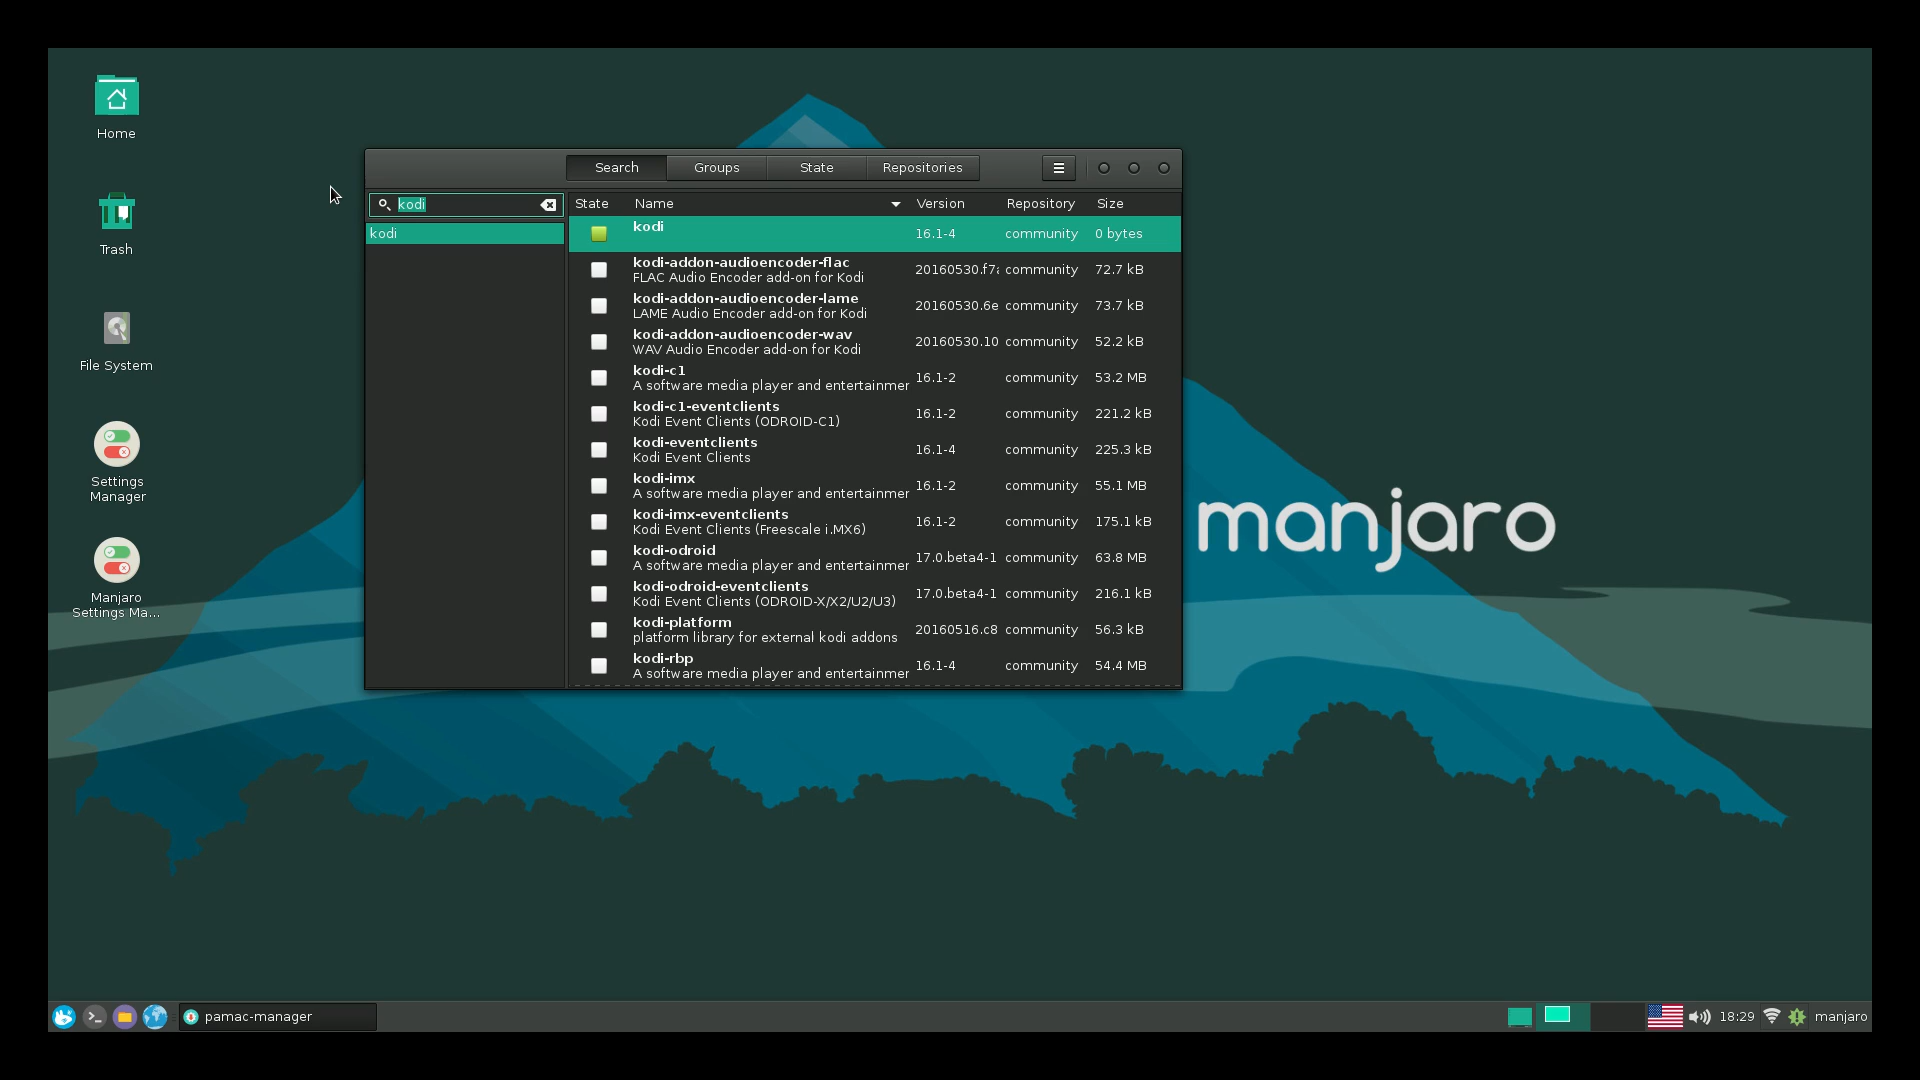 Home
Trash
File System
Settings
Manager
Manjaro
Settings Ma...
Search Groups State Repositories
kodi
kodi
State Name Version Repository Size
kodi 16.1-4 community 0 bytes
kodi-addon-audioencoder-flac
FLAC Audio Encoder add-on for Kodi
20160530.f7 community 72.7 kB
kodi-addon-audioencoder-lame
LAME Audio Encoder add-on for Kodi
20160530.6e community 73.7 kB
kodi-addon-audioencoder-wav
WAV Audio Encoder add-on for Kodi
20160530.10 community 52.2 kB
kodi-c1
A software media player and entertainmer
16.1-2 community 53.2 MB
kodi-c1-eventclients
Kodi Event Clients (ODROID-C1)
16.1-2 community 221.2 kB
kodi-eventclients
Kodi Event Clients
16.1-4 community 225.3 kB
kodi-imx
A software media player and entertainmer
16.1-2 community 55.1 MB
kodi-imx-eventclients
Kodi Event Clients (Freescale i.MX6)
16.1-2 community 175.1 kB
kodi-odroid
A software media player and entertainmer
17.0.beta4-1 community 63.8 MB
kodi-odroid-eventclients
Kodi Event Clients (ODROID-X/X2/U2/U3)
17.0.beta4-1 community 216.1 kB
kodi-platform
platform library for external kodi addons
20160516.c8 community 56.3 kB
kodi-rbp
A software media player and entertainmer
16.1-4 community 54.4 MB
manjaro
pamac-manager
18:29
manjaro